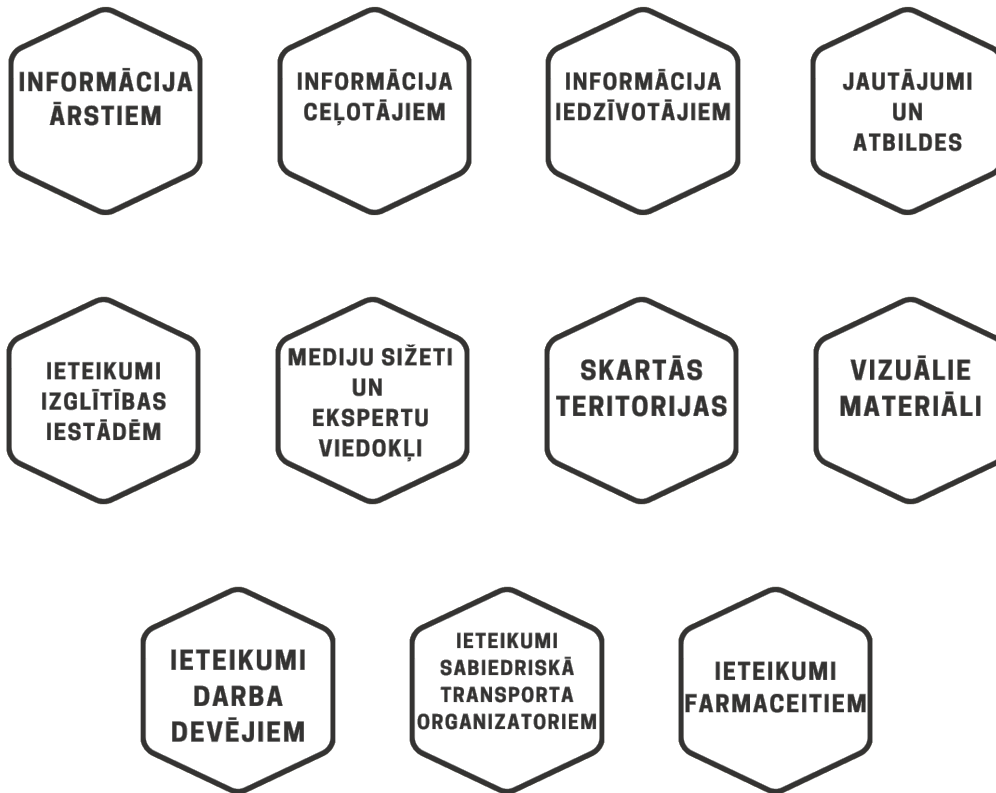 INFORMĀCIJA
ĀRSTIEM
INFORMĀCIJA
CEĻOTĀJIEM
INFORMĀCIJA
IEDZĪVOTĀJIEM
JAUTĀJUMI
UN
ATBILDES
IETEIKUMI
IZGLĪTĪBAS
IESTĀDĒM
MEDIJU SIŽETI
UN
EKSPERTU
VIEDOKĻI
SKARTĀS
TERITORIJAS
VIZUĀLIE
MATERIĀLI
IETEIKUMI
DARBA
DEVĒJIEM
IETEIKUMI
SABIEDRISKĀ
TRANSPORTA
ORGANIZATORIEM
IETEIKUMI
FARMACEITIEM